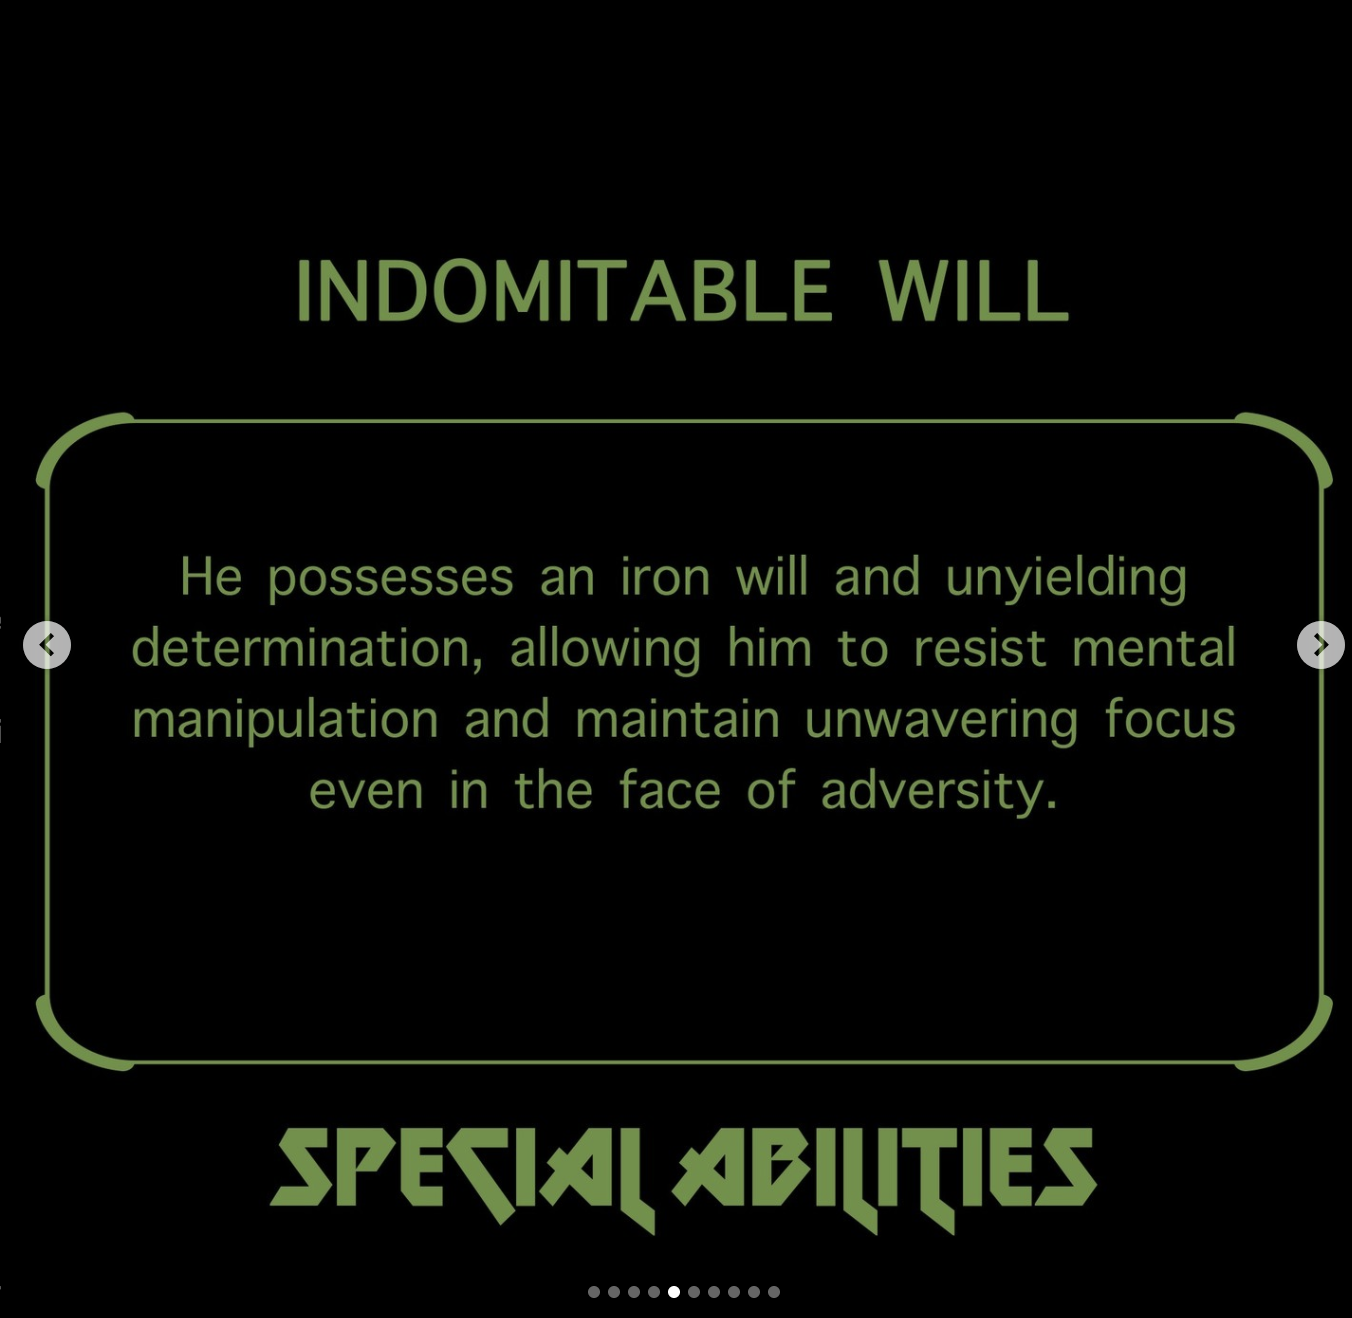 INDOMITABLE WILL
He possesses an iron will and unyielding
determination, allowing him to resist mental
manipulation and maintain unwavering focus
even in the face of adversity.
SPECIAL ABILITIES